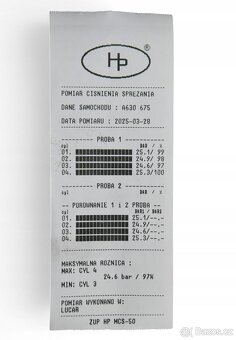 Hp ®
POMIAR CISNIENIA SPREZANIA
DANE SAMOCHODU : A630 675
DATA POMIARU : 2025-03-28
PROBA 1
cyl BAR / %
01. 25.1/ 99
02. 24.9/ 98
03. 24.6/ 97
04. 25.3/100
PROBA 2
POROWNANIE 1 i 2 PROBA
cyl BAR1 / BAR2
01. 25.1/--.-
02. 24.9/--.-
03. 24.6/--.-
04. 25.3/--.-
MAKSYMALNA ROZNICA :
MAX: CYL 4
24.6 bar / 97%
MIN: CYL 3
POMIAR WYKONANO W:
LUCAR
ZUP HP MCS-50
Bazos.cz